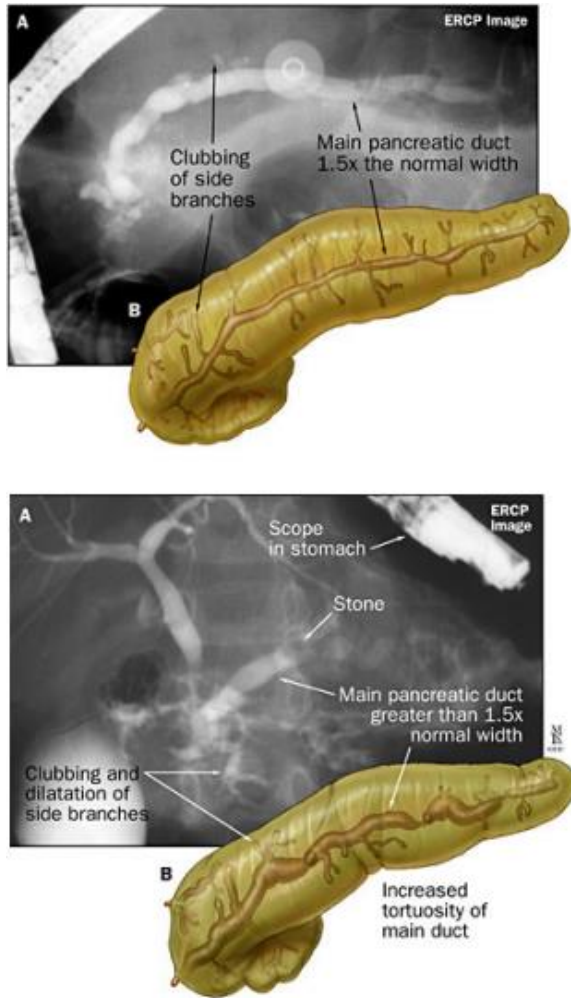 A
ERCP Image
Clubbing
of side
branches
Main pancreatic duct
1.5x the normal width
B
A
ERCP
Image
Scope
in stomach
Stone
Main pancreatic duct
greater than 1.5x
normal width
Clubbing and
dilatation of
side branches
B
Increased
tortuosity of
main duct